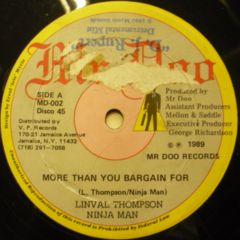 Mr Doo
SIDE A
MD-002
Disco 45
Distributed by
V. P. Records
170-21 Jamaica Avenue
Jamaica, N.Y. 11432
(718) 291-7058
Produced by
Mr Doo
Assistant Producers
Mellon & Saddle
Executive Producer
George Richardson
℗ 1989
MR DOO RECORDS
MORE THAN YOU BARGAIN FOR
(L. Thompson/Ninja Man)
LINVAL THOMPSON
NINJA MAN